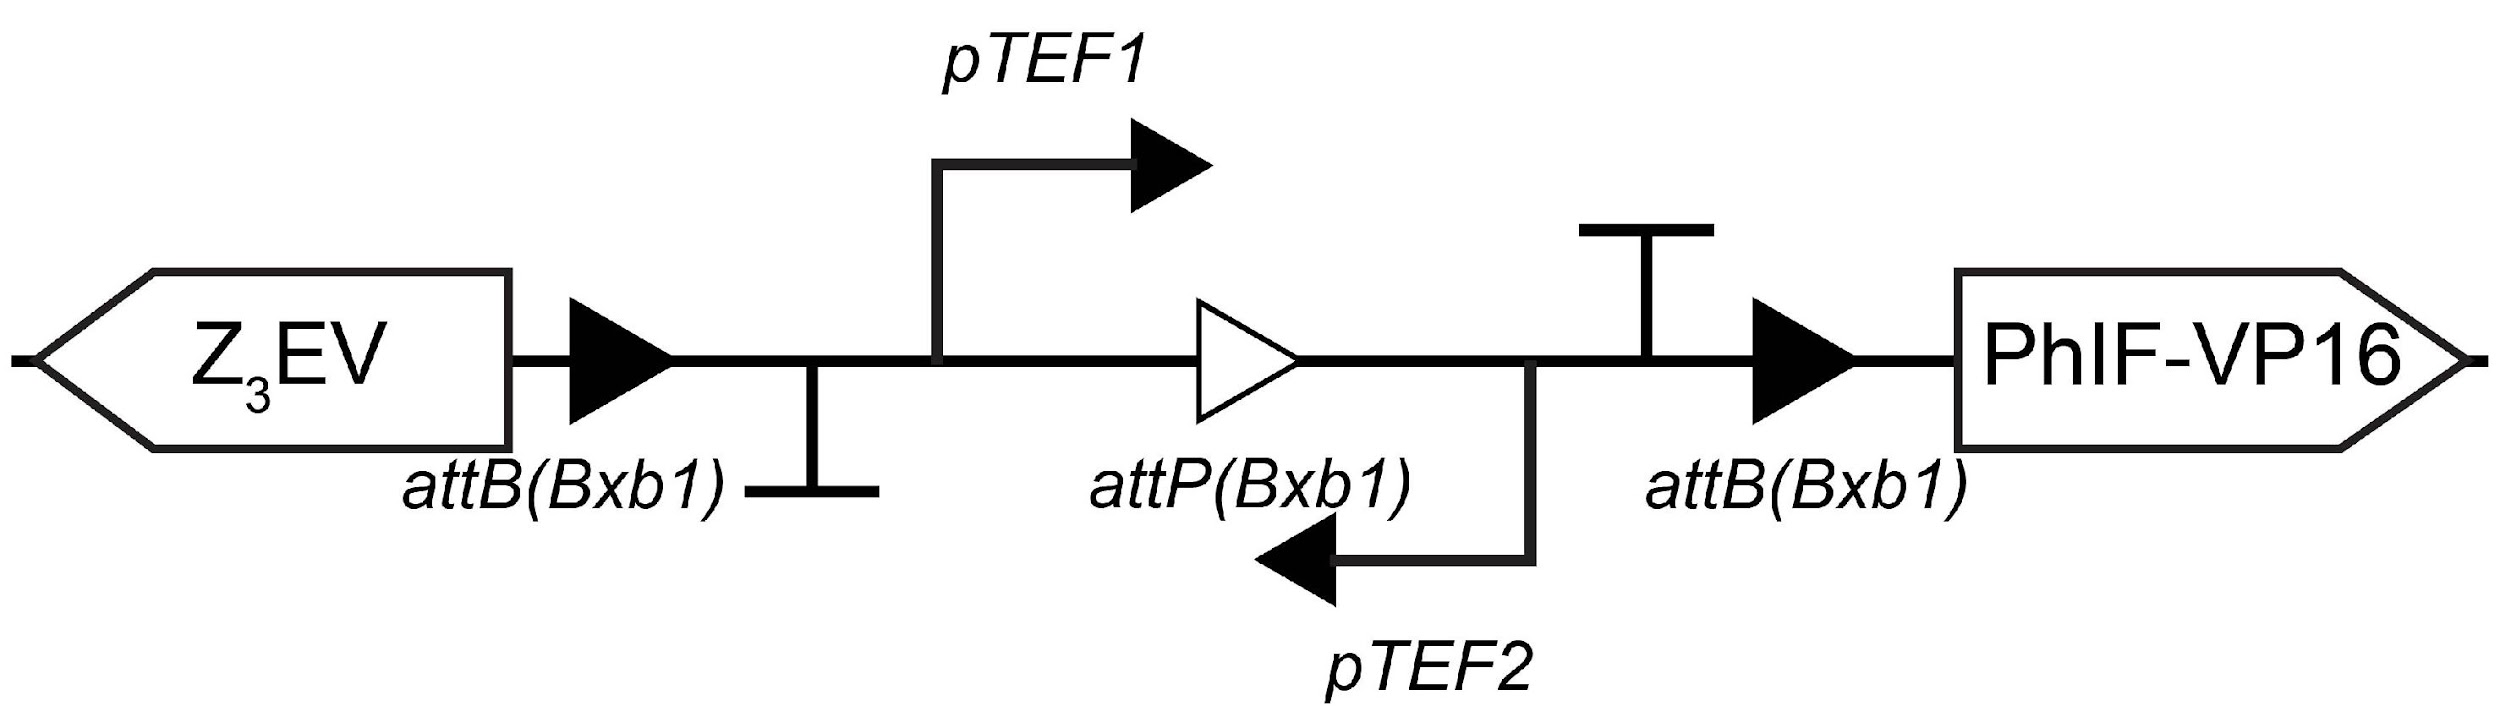 pTEF1
Z3EV
PhlF-VP16
attB(Bxb1)
attP(Bxb1)
attB(Bxb1)
pTEF2